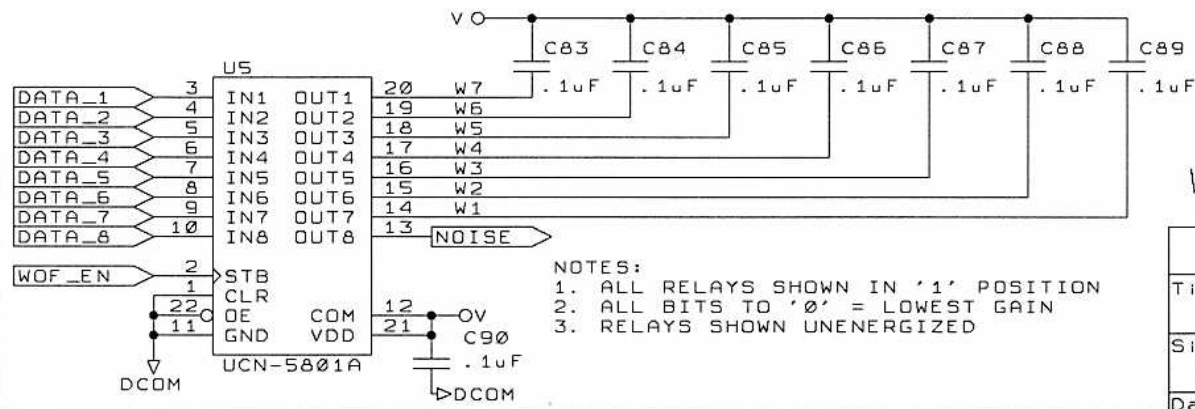 V
C83 C84 C85 C86 C87 C88 C89
.1uF .1uF .1uF .1uF .1uF .1uF .1uF
U5
DATA_1 3 IN1 OUT1 20 W7
DATA_2 4 IN2 OUT2 19 W6
DATA_3 5 IN3 OUT3 18 W5
DATA_4 6 IN4 OUT4 17 W4
DATA_5 7 IN5 OUT5 16 W3
DATA_6 8 IN6 OUT6 15 W2
DATA_7 9 IN7 OUT7 14 W1
DATA_8 10 IN8 OUT8 13 NOISE
WOF_EN 2 STB
1 CLR
22 OE COM 12 V
11 GND VDD 21
UCN-5801A
C90
.1uF
DCOM
DCOM
NOTES:
1. ALL RELAYS SHOWN IN '1' POSITION
2. ALL BITS TO '0' = LOWEST GAIN
3. RELAYS SHOWN UNENERGIZED
Ti
Si
Da